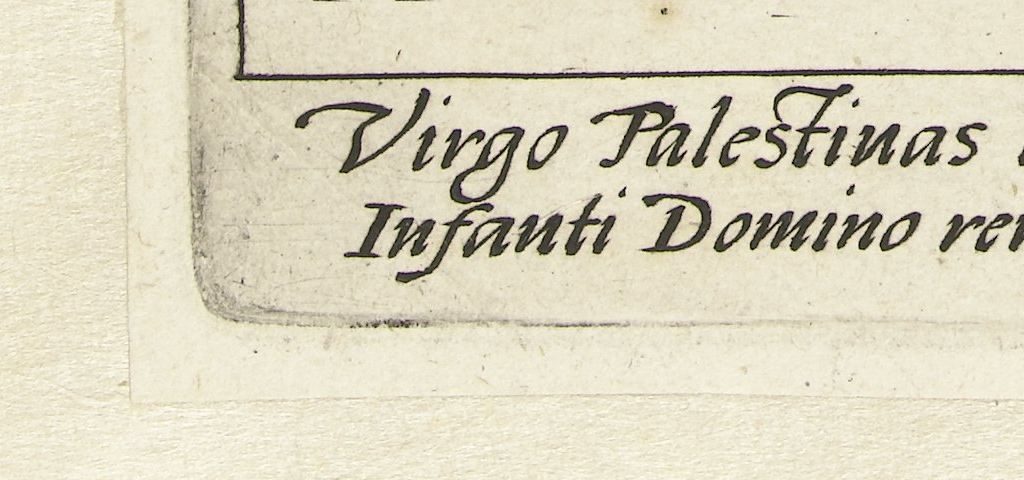 Virgo Palestinas
Infanti Domino